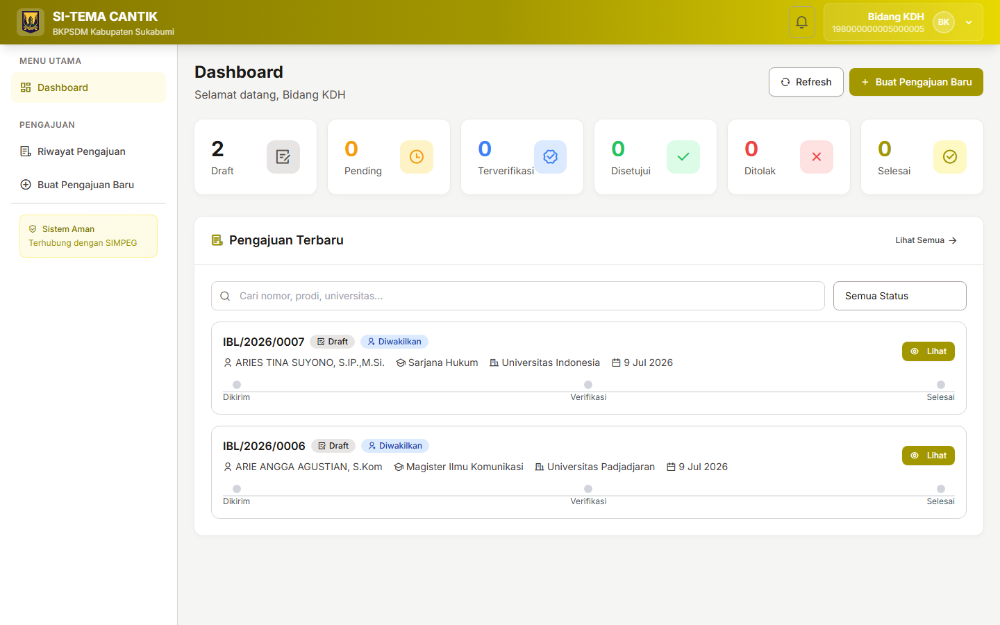 SI-TEMA CANTIK
BKPSDM Kabupaten Sukabumi
Bidang KDH
198000000005000005
BK
MENU UTAMA
Dashboard
PENGAJUAN
Riwayat Pengajuan
Buat Pengajuan Baru
Sistem Aman
Terhubung dengan SIMPEG
Dashboard
Selamat datang, Bidang KDH
Refresh
Buat Pengajuan Baru
2
Draft
0
Pending
0
Terverifikasi
0
Disetujui
0
Ditolak
0
Selesai
Pengajuan Terbaru
Lihat Semua
Cari nomor, prodi, universitas...
Semua Status
IBL/2026/0007 Draft Diwakilkan
ARIES TINA SUYONO, S.IP.,M.Si. Sarjana Hukum Universitas Indonesia 9 Jul 2026
Lihat
Dikirim Verifikasi Selesai
IBL/2026/0006 Draft Diwakilkan
ARIE ANGGA AGUSTIAN, S.Kom Magister Ilmu Komunikasi Universitas Padjadjaran 9 Jul 2026
Lihat
Dikirim Verifikasi Selesai